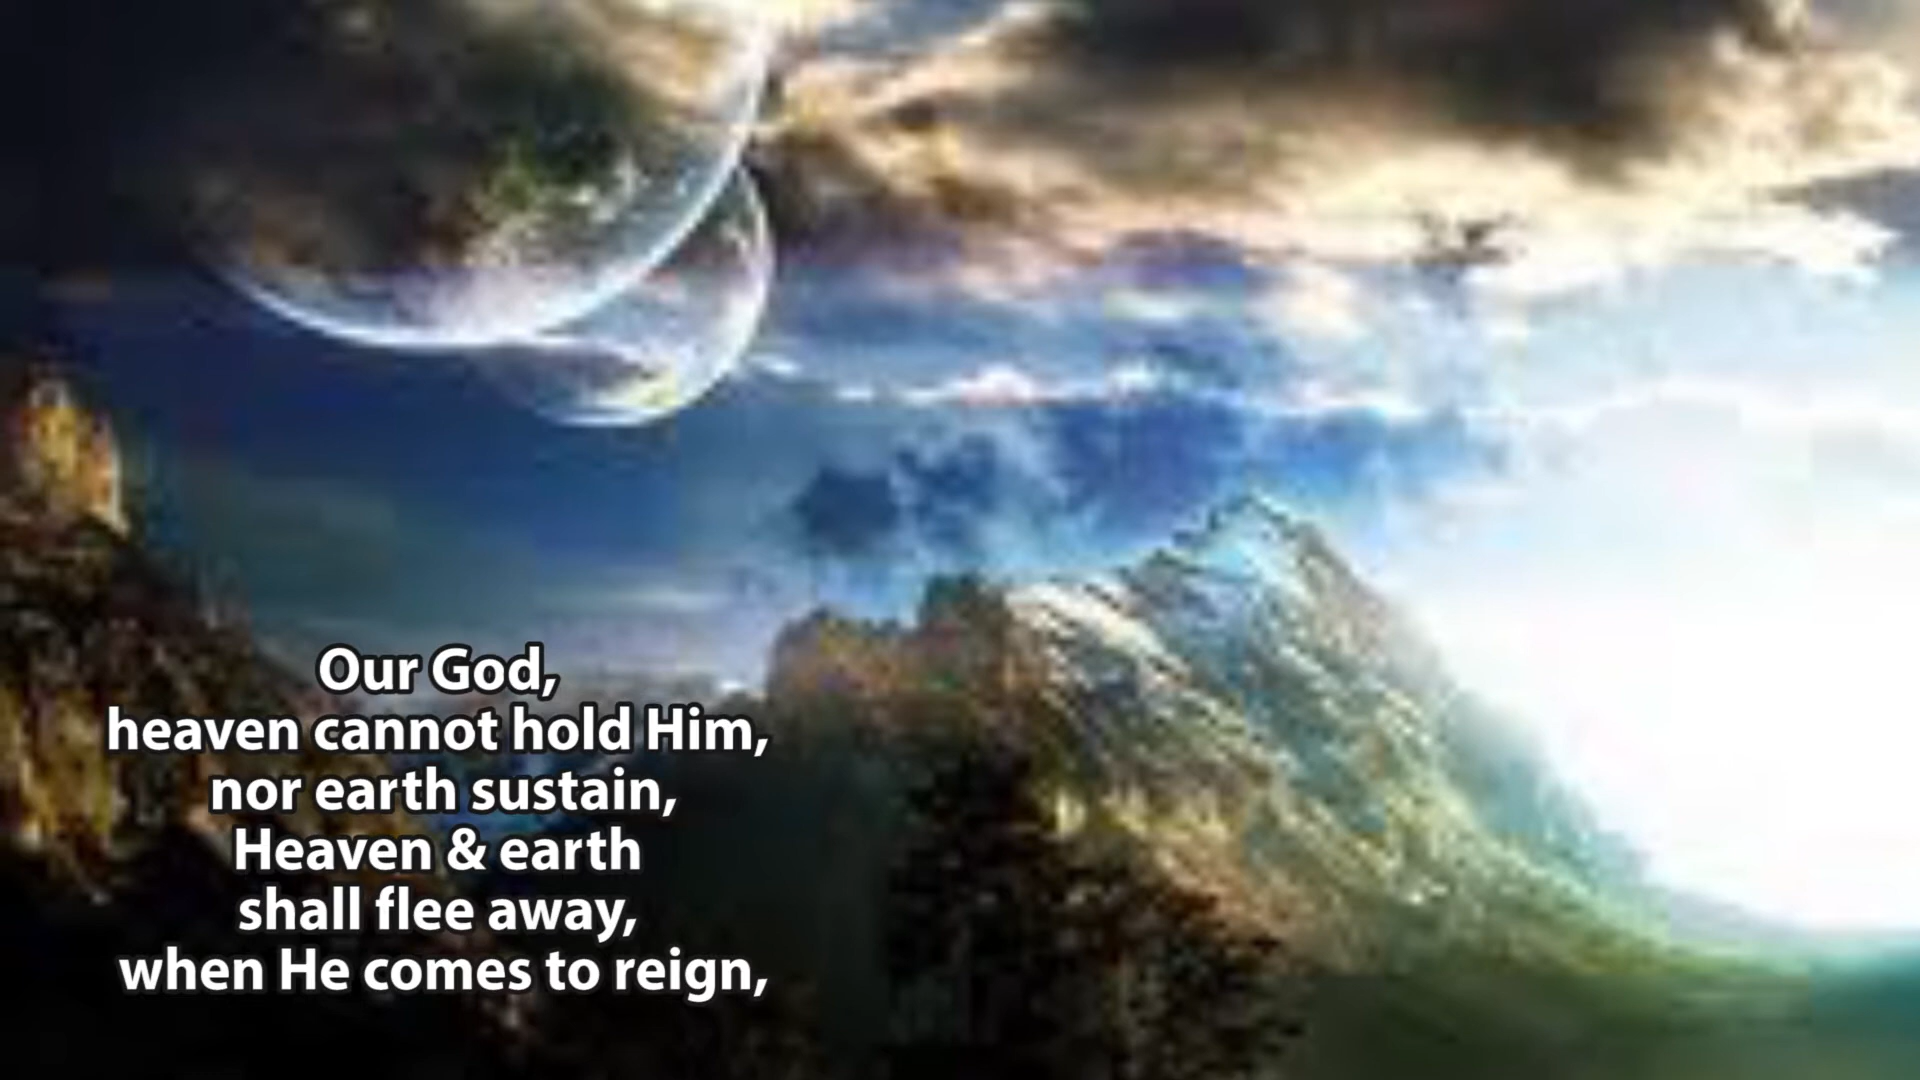 Our God,
heaven cannot hold Him,
nor earth sustain,
Heaven & earth
shall flee away,
when He comes to reign,